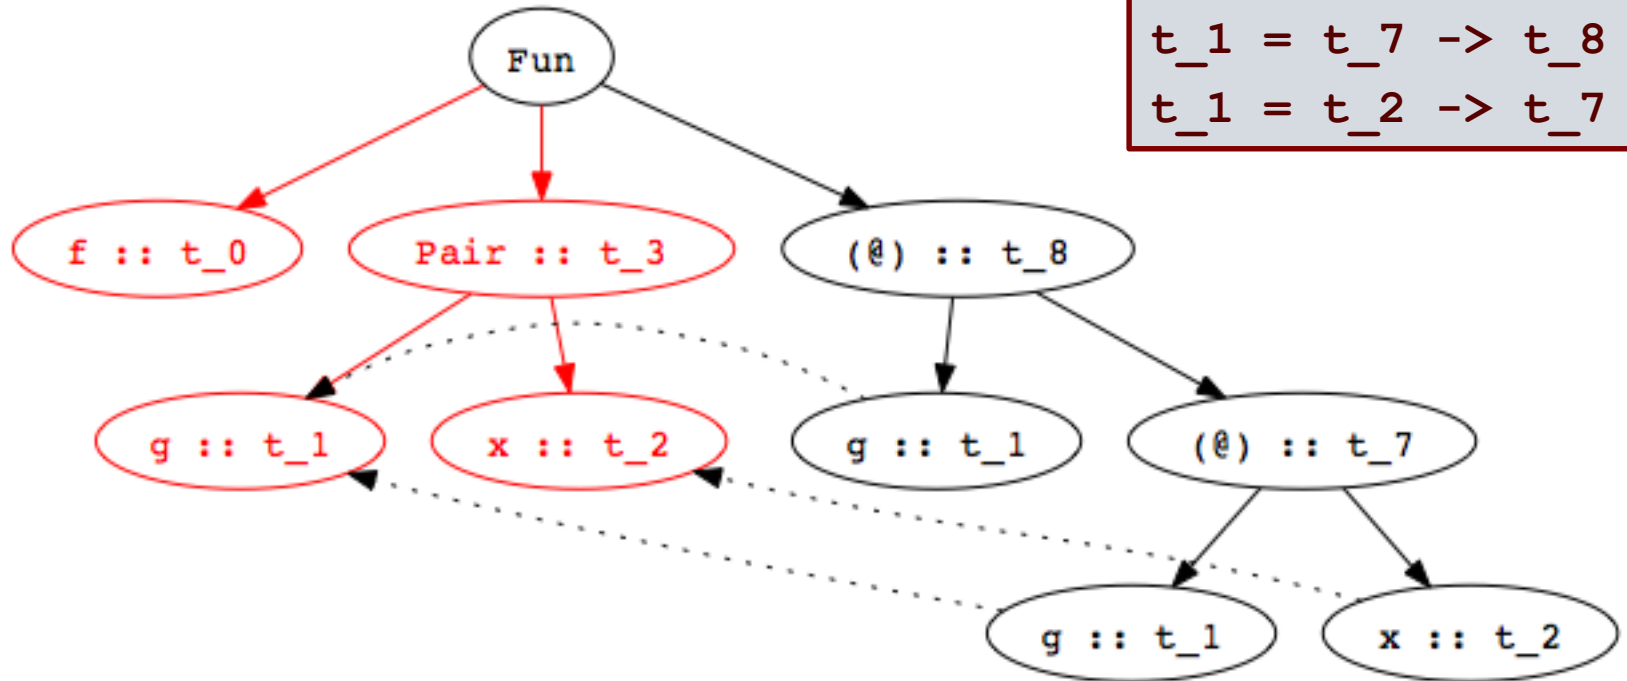 Fun
t_1 = t_7 -> t_8
t_1 = t_2 -> t_7
f :: t_0
Pair :: t_3
(@) :: t_8
g :: t_1
x :: t_2
g :: t_1
(@) :: t_7
g :: t_1
x :: t_2